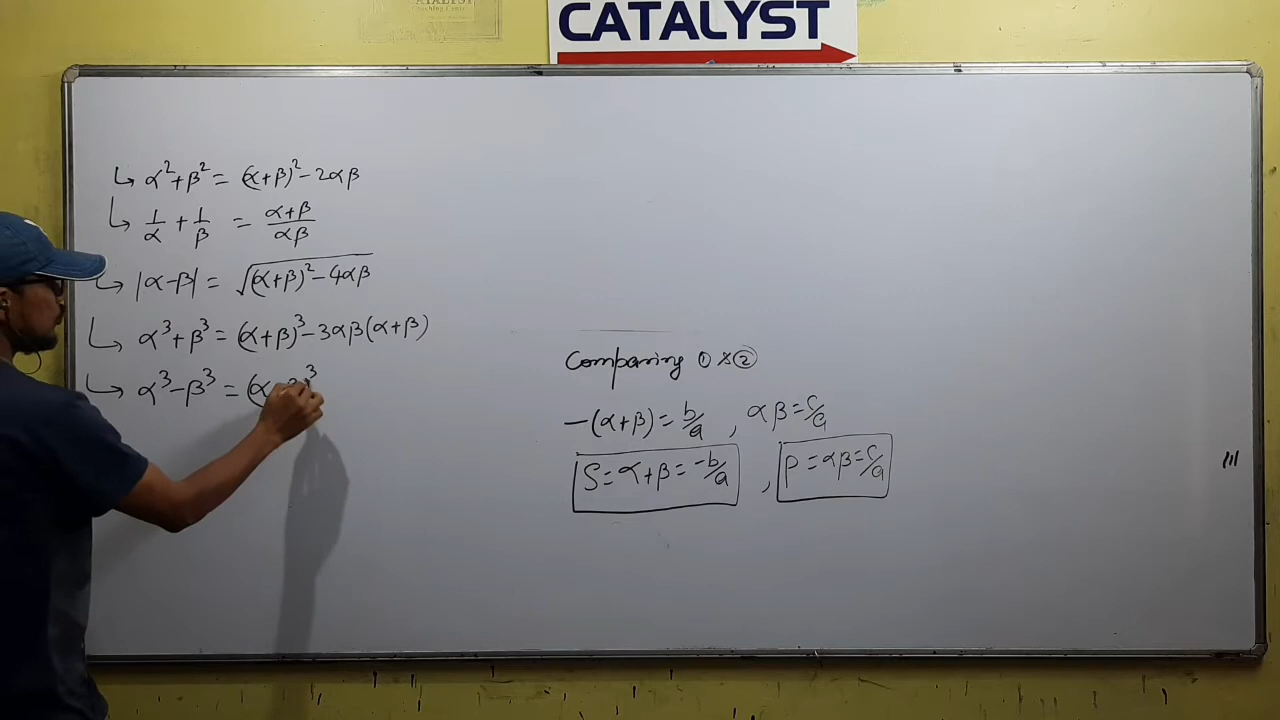 CATALYST
↳ α²+β² = (α+β)²-2αβ
↳ 1/α + 1/β = (α+β)/αβ
↳ |α-β| = √(α+β)²-4αβ
↳ α³+β³ = (α+β)³-3αβ(α+β)
↳ α³-β³ = (α
Comparing ① & ②
-(α+β) = b/a , αβ = c/a
S = α+β = -b/a , P = αβ = c/a